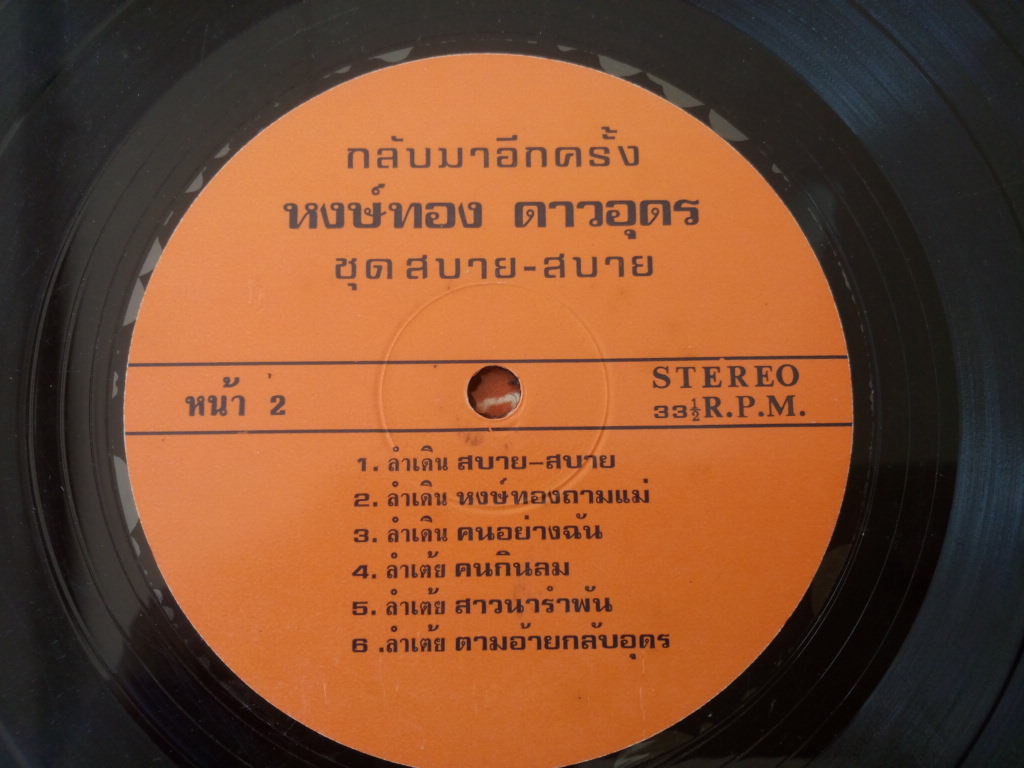 กลับมาอีกครั้ง
หงษ์ทอง ดาวอุดร
ชุดสบาย-สบาย
หน้า 2
STEREO
33½ R.P.M.
1. ลำเดิน สบาย-สบาย
2. ลำเดิน หงษ์ทองถามแม่
3. ลำเดิน คนอย่างฉัน
4. ลำเต้ย คนกินลม
5. ลำเต้ย สาวนารำพัน
6 .ลำเต้ย ตามอ้ายกลับอุดร